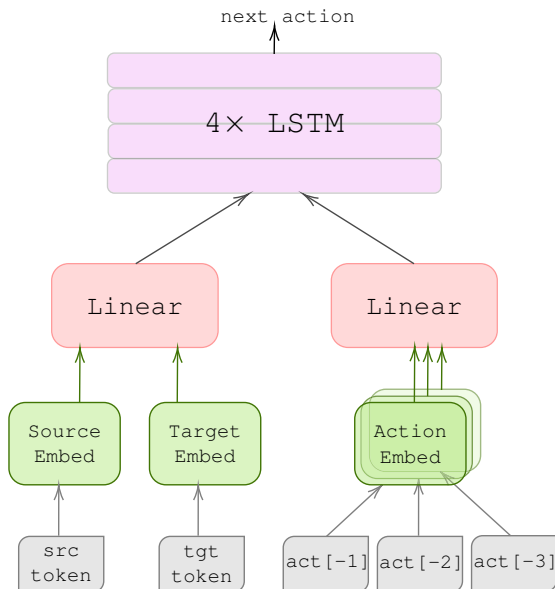 next action
4× LSTM
Linear
Linear
Source
Embed
Target
Embed
Action
Embed
src
token
tgt
token
act[-1]
act[-2]
act[-3]